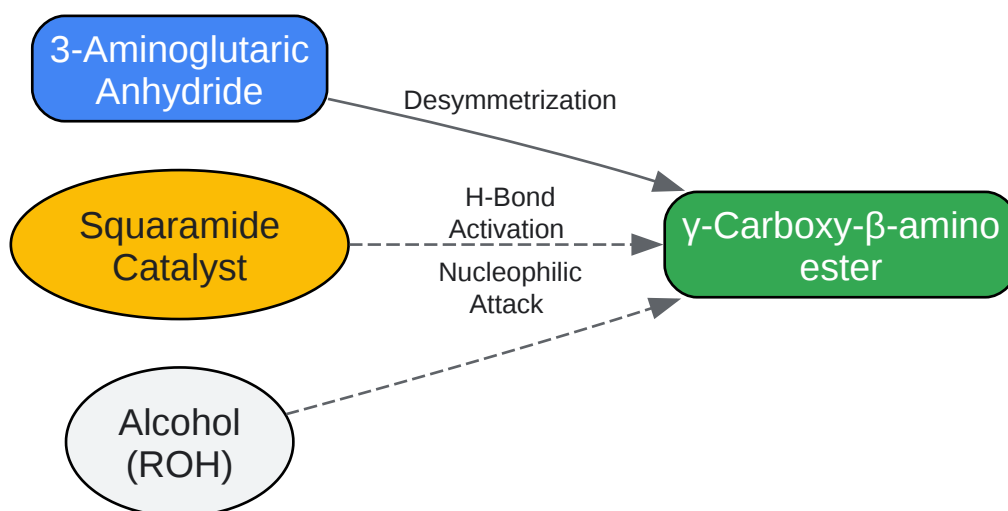 3-Aminoglutaric
Anhydride
Desymmetrization
Squaramide
Catalyst
H-Bond
Activation
Nucleophilic
Attack
γ-Carboxy-β-amino
ester
Alcohol
(ROH)